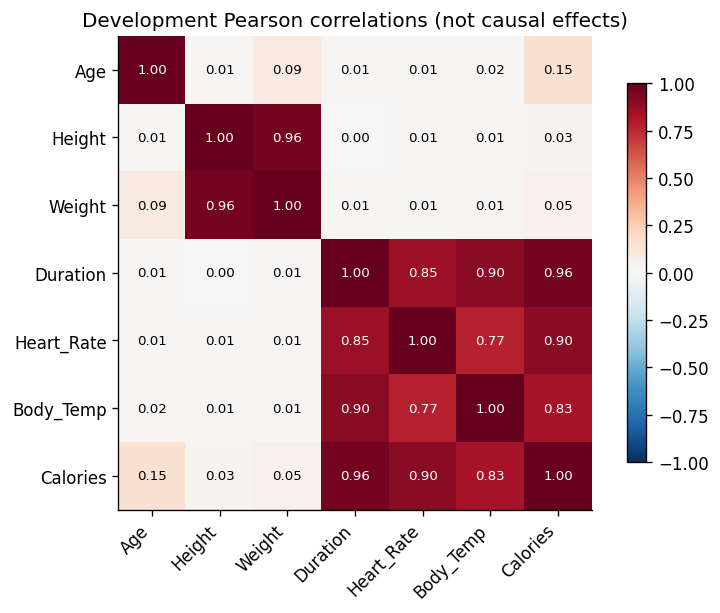 Development Pearson correlations (not causal effects)
Age 1.00 0.01 0.09 0.01 0.01 0.02 0.15
Height 0.01 1.00 0.96 0.00 0.01 0.01 0.03
Weight 0.09 0.96 1.00 0.01 0.01 0.01 0.05
Duration 0.01 0.00 0.01 1.00 0.85 0.90 0.96
Heart_Rate 0.01 0.01 0.01 0.85 1.00 0.77 0.90
Body_Temp 0.02 0.01 0.01 0.90 0.77 1.00 0.83
Calories 0.15 0.03 0.05 0.96 0.90 0.83 1.00
Age Height Weight Duration Heart_Rate Body_Temp Calories
1.00
0.75
0.50
0.25
0.00
−0.25
−0.50
−0.75
−1.00